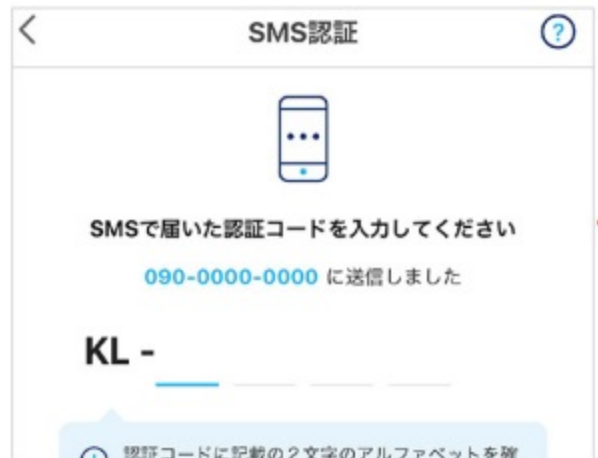 SMS認証
?
SMSで届いた認証コードを入力してください
090-0000-0000 に送信しました
KL -
認証コードに記載の2文字のアルファベットを確